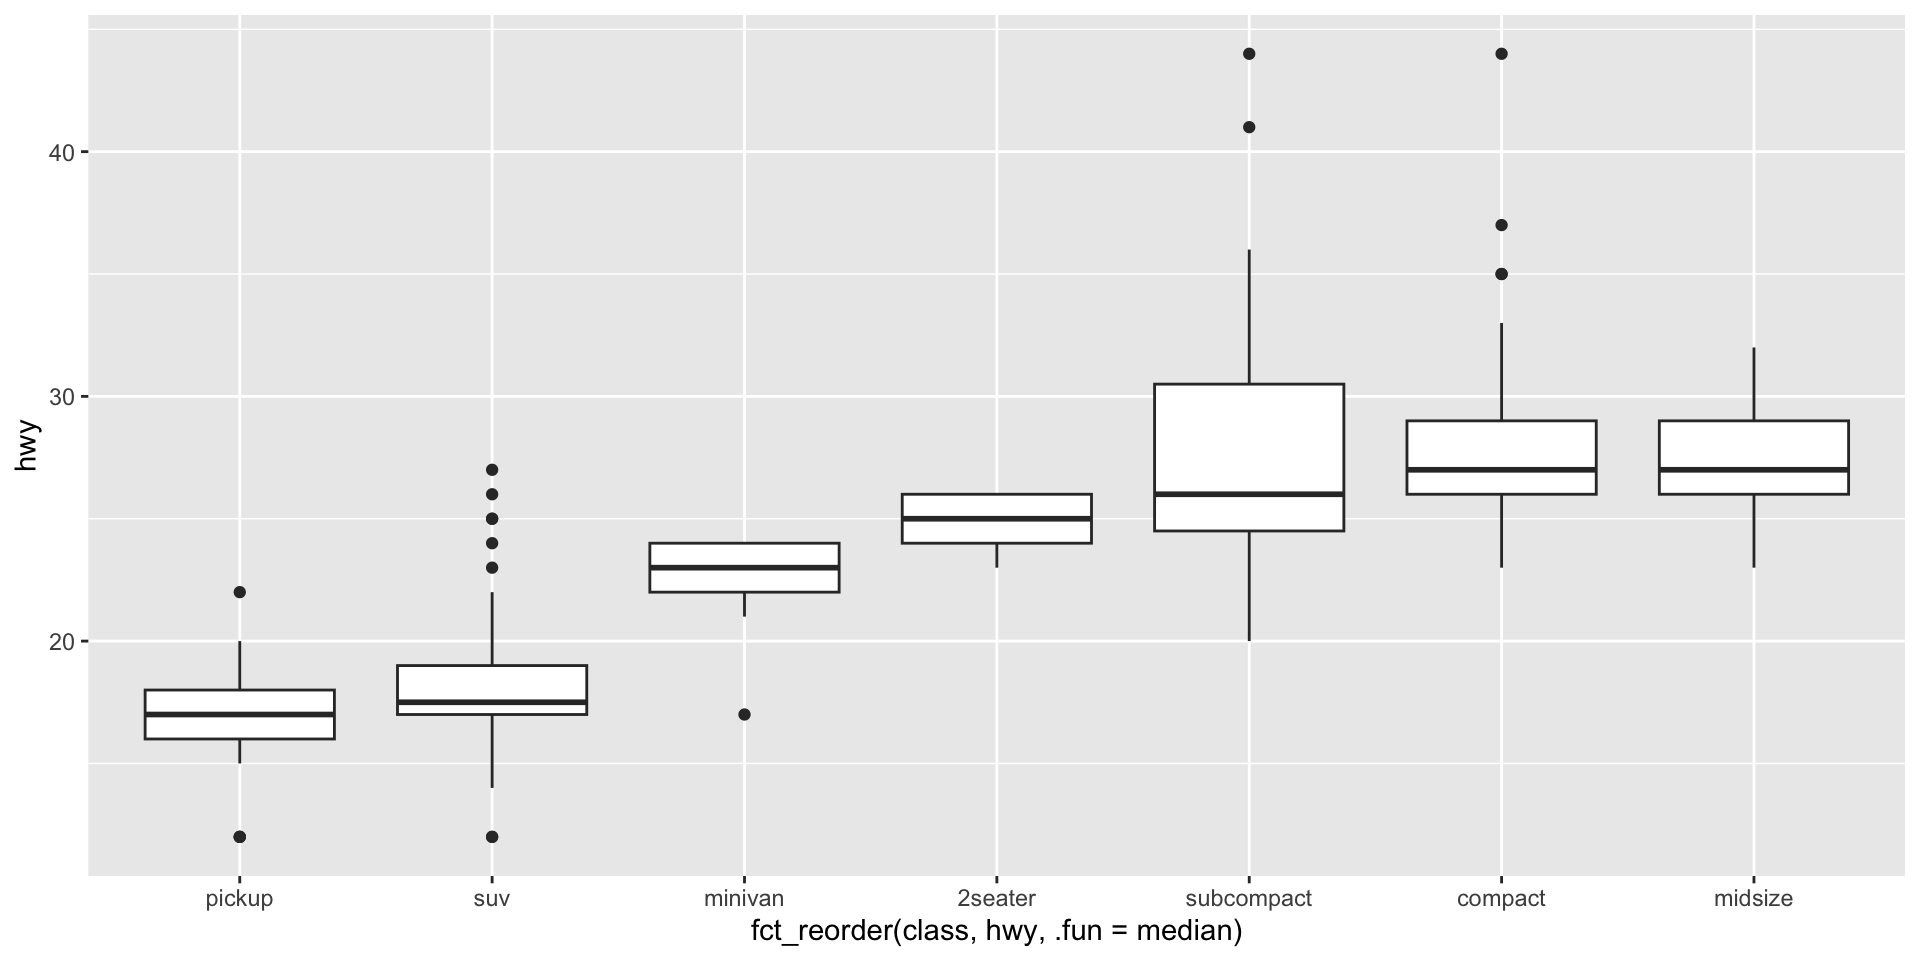 40
30
20
hwy
pickup suv minivan 2seater subcompact compact midsize
fct_reorder(class, hwy, .fun = median)